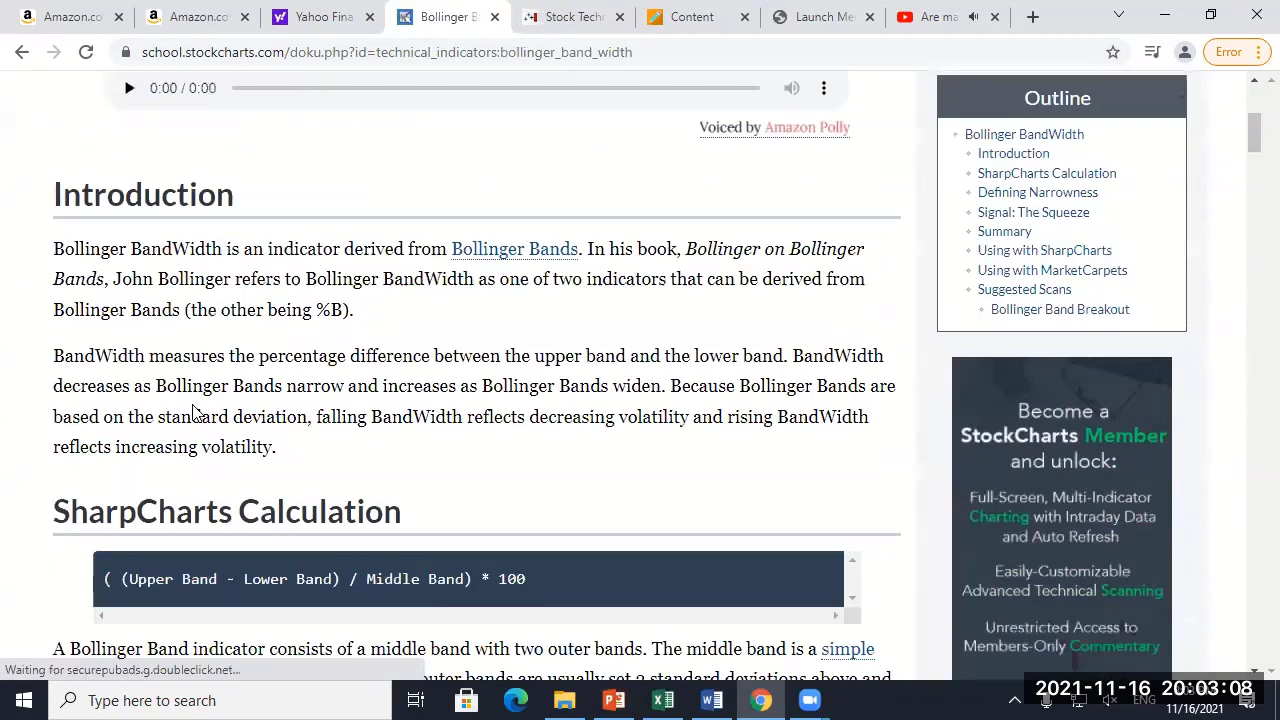 Amazon.co
Amazon.co
Yahoo Fina
Bollinger B
Stock Tech
Content
Launch Me
Are ma
school.stockcharts.com/doku.php?id=technical_indicators:bollinger_band_width
Error
0:00 / 0:00
Voiced by Amazon Polly
Introduction
Bollinger BandWidth is an indicator derived from Bollinger Bands. In his book, Bollinger on Bollinger
Bands, John Bollinger refers to Bollinger BandWidth as one of two indicators that can be derived from
Bollinger Bands (the other being %B).
BandWidth measures the percentage difference between the upper band and the lower band. BandWidth
decreases as Bollinger Bands narrow and increases as Bollinger Bands widen. Because Bollinger Bands are
based on the standard deviation, falling BandWidth reflects decreasing volatility and rising BandWidth
reflects increasing volatility.
SharpCharts Calculation
( (Upper Band - Lower Band) / Middle Band) * 100
A Bollinger Band indicator consists of a middle band with two outer bands. The middle band is a simple
outer bands are usually set 2 standard deviations above and
Waiting for securepubads.g.doubleclick.net...
Outline
Bollinger BandWidth
Introduction
SharpCharts Calculation
Defining Narrowness
Signal: The Squeeze
Summary
Using with SharpCharts
Using with MarketCarpets
Suggested Scans
Bollinger Band Breakout
Become a
StockCharts Member
and unlock:
Full-Screen, Multi-Indicator
Charting with Intraday Data
and Auto Refresh
Easily-Customizable
Advanced Technical Scanning
Unrestricted Access to
Members-Only Commentary
Type here to search
2021-11-16 20:03:08
ENG
11/16/2021